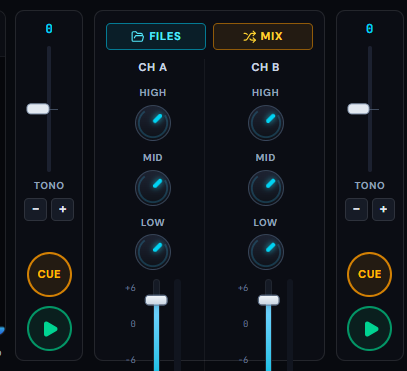 0
FILES
MIX
0
CH A
CH B
HIGH
HIGH
MID
MID
TONO
TONO
−
+
−
+
LOW
LOW
CUE
CUE
+6
+6
0
0
-6
-6